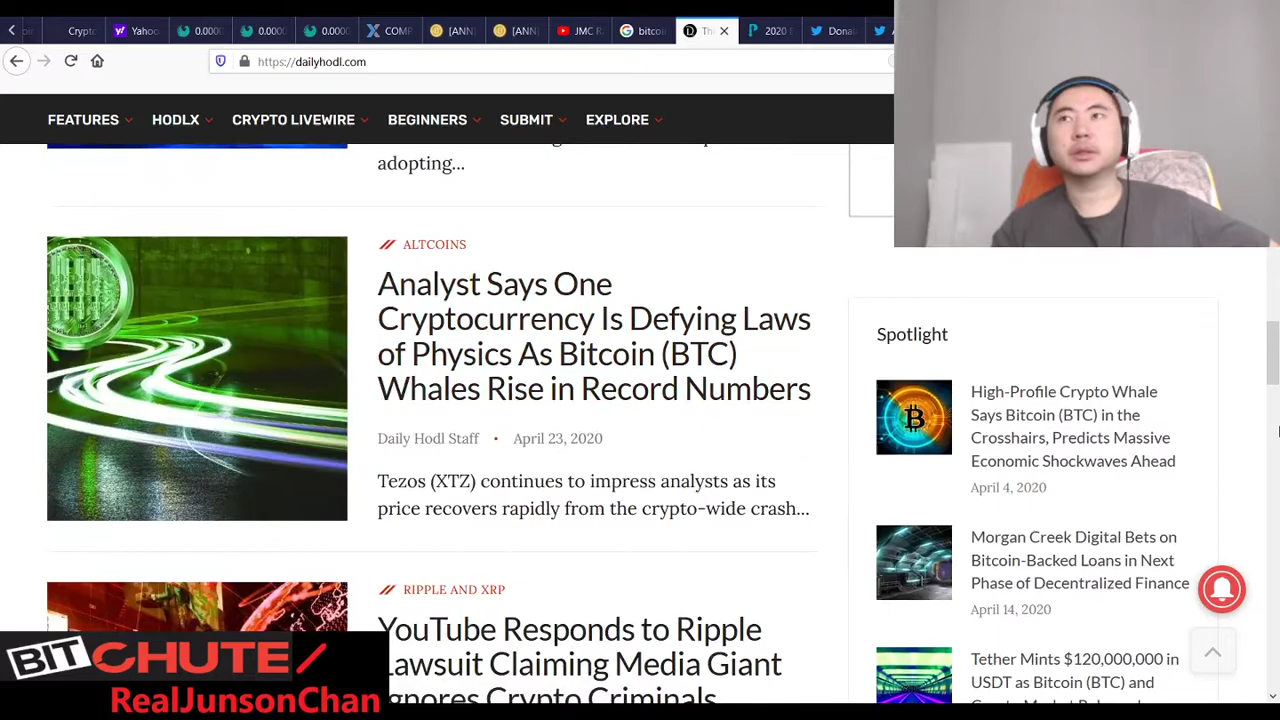 Crypto
Yahoo
0.0000
0.0000
0.0000
COMP
[ANN]
[ANN]
JMC R
bitcoi
Th
2020 E
Donal
https://dailyhodl.com
FEATURES
HODLX
CRYPTO LIVEWIRE
BEGINNERS
SUBMIT
EXPLORE
adopting...
ALTCOINS
Analyst Says One
Cryptocurrency Is Defying Laws
of Physics As Bitcoin (BTC)
Whales Rise in Record Numbers
Daily Hodl Staff • April 23, 2020
Tezos (XTZ) continues to impress analysts as its
price recovers rapidly from the crypto-wide crash...
RIPPLE AND XRP
YouTube Responds to Ripple
Lawsuit Claiming Media Giant
Ignores Crypto Criminals
Spotlight
High-Profile Crypto Whale
Says Bitcoin (BTC) in the
Crosshairs, Predicts Massive
Economic Shockwaves Ahead
April 4, 2020
Morgan Creek Digital Bets on
Bitcoin-Backed Loans in Next
Phase of Decentralized Finance
April 14, 2020
Tether Mints $120,000,000 in
USDT as Bitcoin (BTC) and
BITCHUTE/
RealJunsonChan